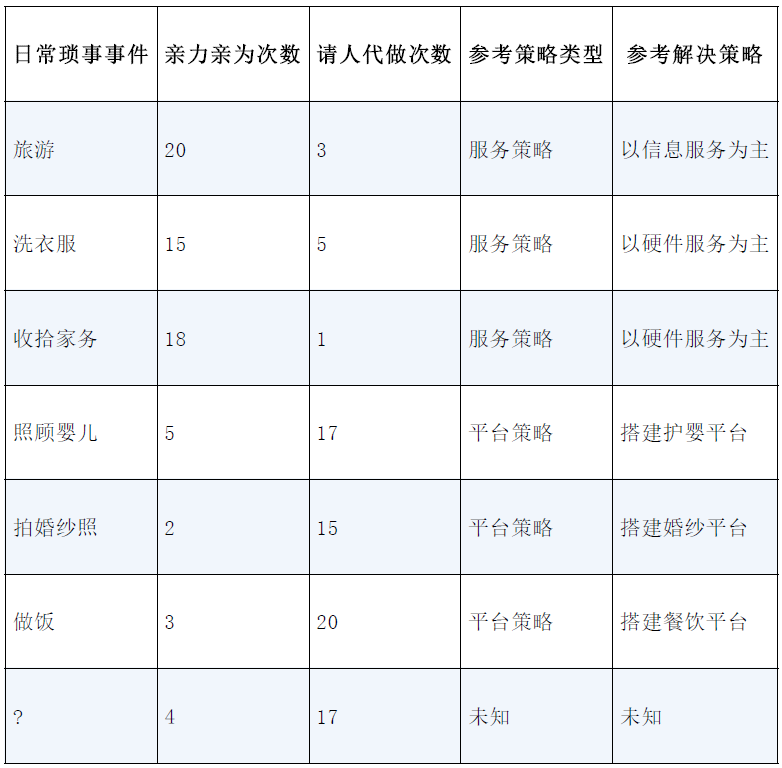 日常琐事事件 亲力亲为次数 请人代做次数 参考策略类型 参考解决策略
旅游 20 3 服务策略 以信息服务为主
洗衣服 15 5 服务策略 以硬件服务为主
收拾家务 18 1 服务策略 以硬件服务为主
照顾婴儿 5 17 平台策略 搭建护婴平台
拍婚纱照 2 15 平台策略 搭建婚纱平台
做饭 3 20 平台策略 搭建餐饮平台
? 4 17 未知 未知